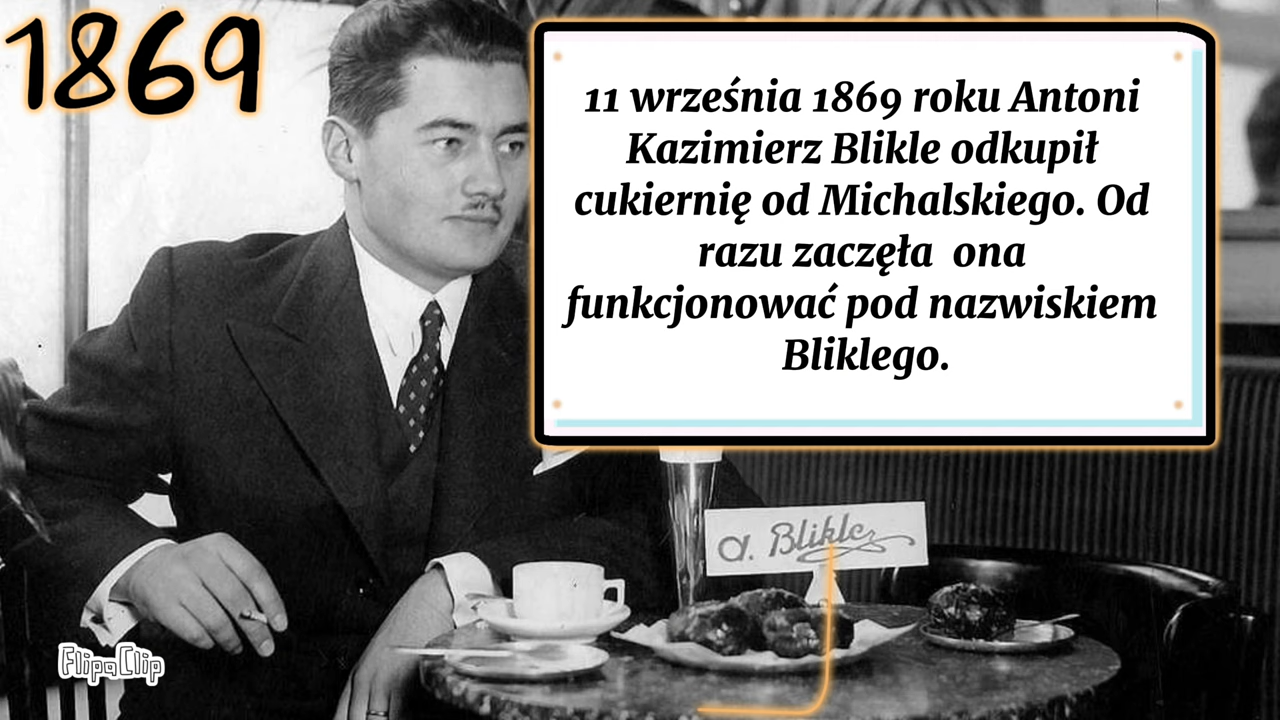 1869
11 września 1869 roku Antoni
Kazimierz Blikle odkupił
cukiernię od Michalskiego. Od
razu zaczęła  ona
funkcjonować pod nazwiskiem
Bliklego.
A. Blikle
FlipaClip